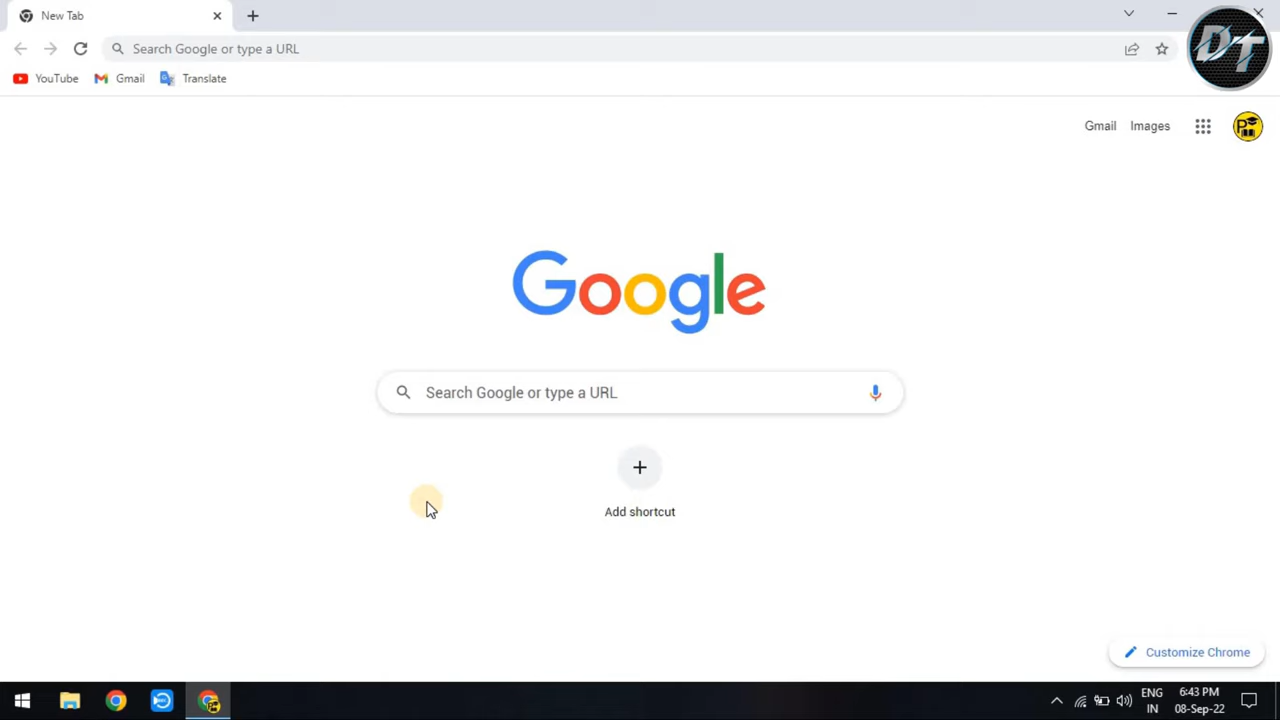 New Tab
Search Google or type a URL
YouTube Gmail Translate
DT
Gmail Images
P
Google
Search Google or type a URL
Add shortcut
Customize Chrome
ENG 6:43 PM
IN 08-Sep-22